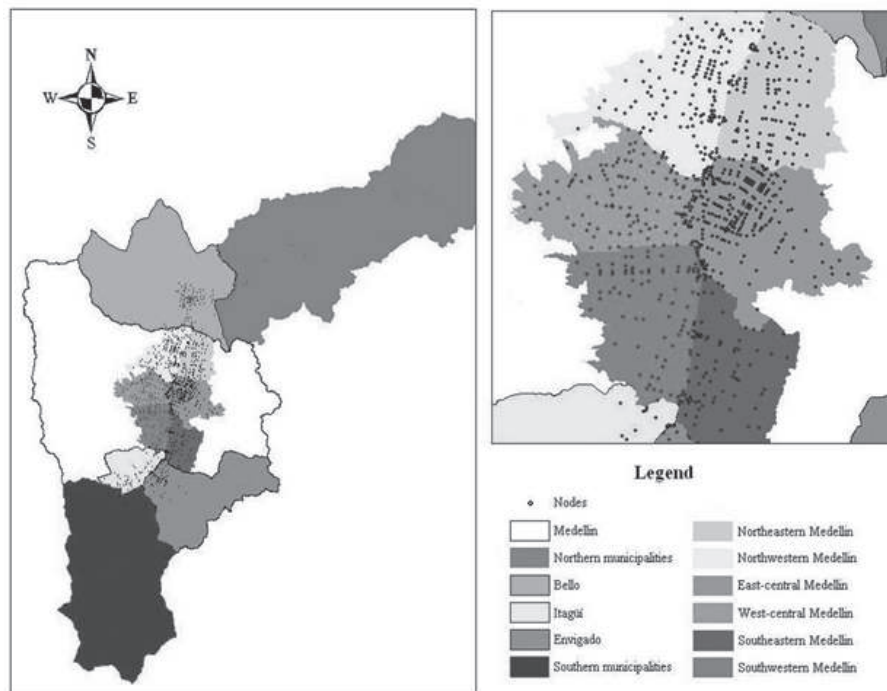 N
W E
S
Legend
Nodes
Medellin
Northern municipalities
Bello
Itagüí
Envigado
Southern municipalities
Northeastern Medellin
Northwestern Medellin
East-central Medellin
West-central Medellin
Southeastern Medellin
Southwestern Medellin